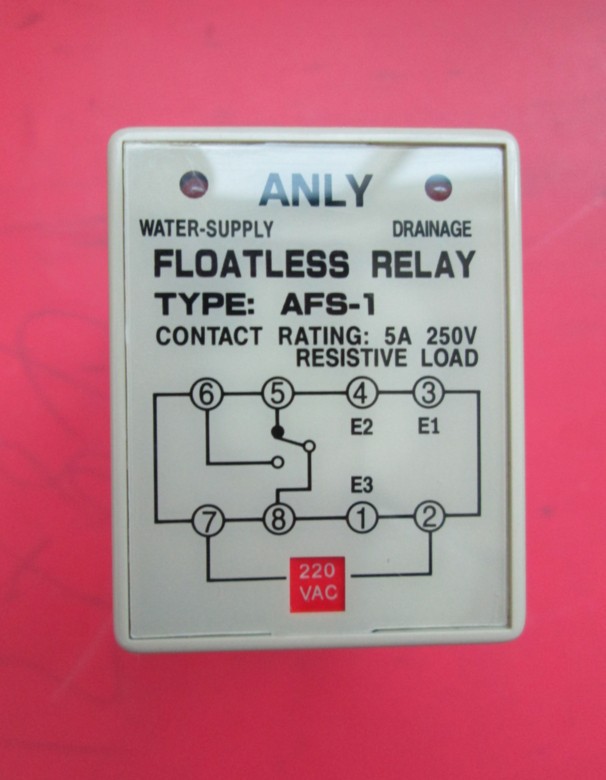 ANLY
WATER-SUPPLY DRAINAGE
FLOATLESS RELAY
TYPE: AFS-1
CONTACT RATING: 5A 250V
RESISTIVE LOAD
6 5 4 3
E2 E1
E3
7 8 1 2
220
VAC